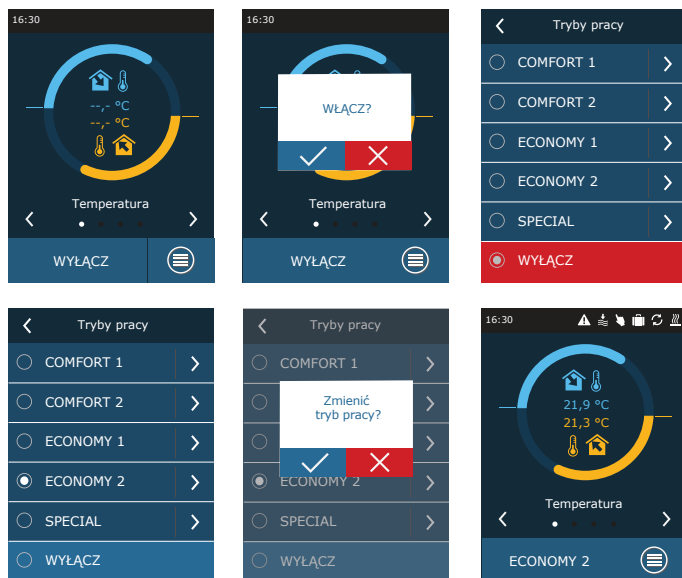 16:30
--,- °C
--,- °C
Temperatura
WYŁĄCZ
16:30
WŁĄCZ?
Temperatura
WYŁĄCZ
Tryby pracy
COMFORT 1
COMFORT 2
ECONOMY 1
ECONOMY 2
SPECIAL
WYŁĄCZ
Tryby pracy
COMFORT 1
COMFORT 2
ECONOMY 1
ECONOMY 2
SPECIAL
WYŁĄCZ
Tryby pracy
COMFORT 1
Zmienić
tryb pracy?
ECONOMY 2
SPECIAL
WYŁĄCZ
16:30
21,9 °C
21,3 °C
Temperatura
ECONOMY 2